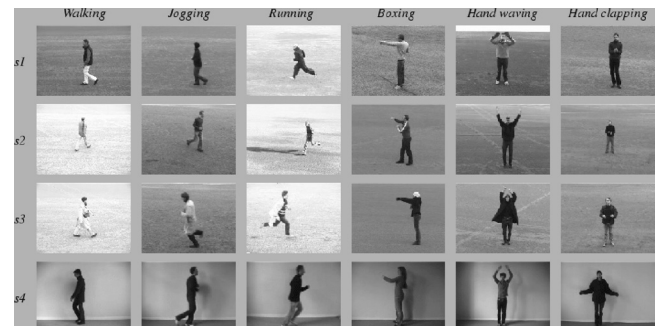 Walking Jogging Running Boxing Hand waving Hand clapping
s1
s2
s3
s4